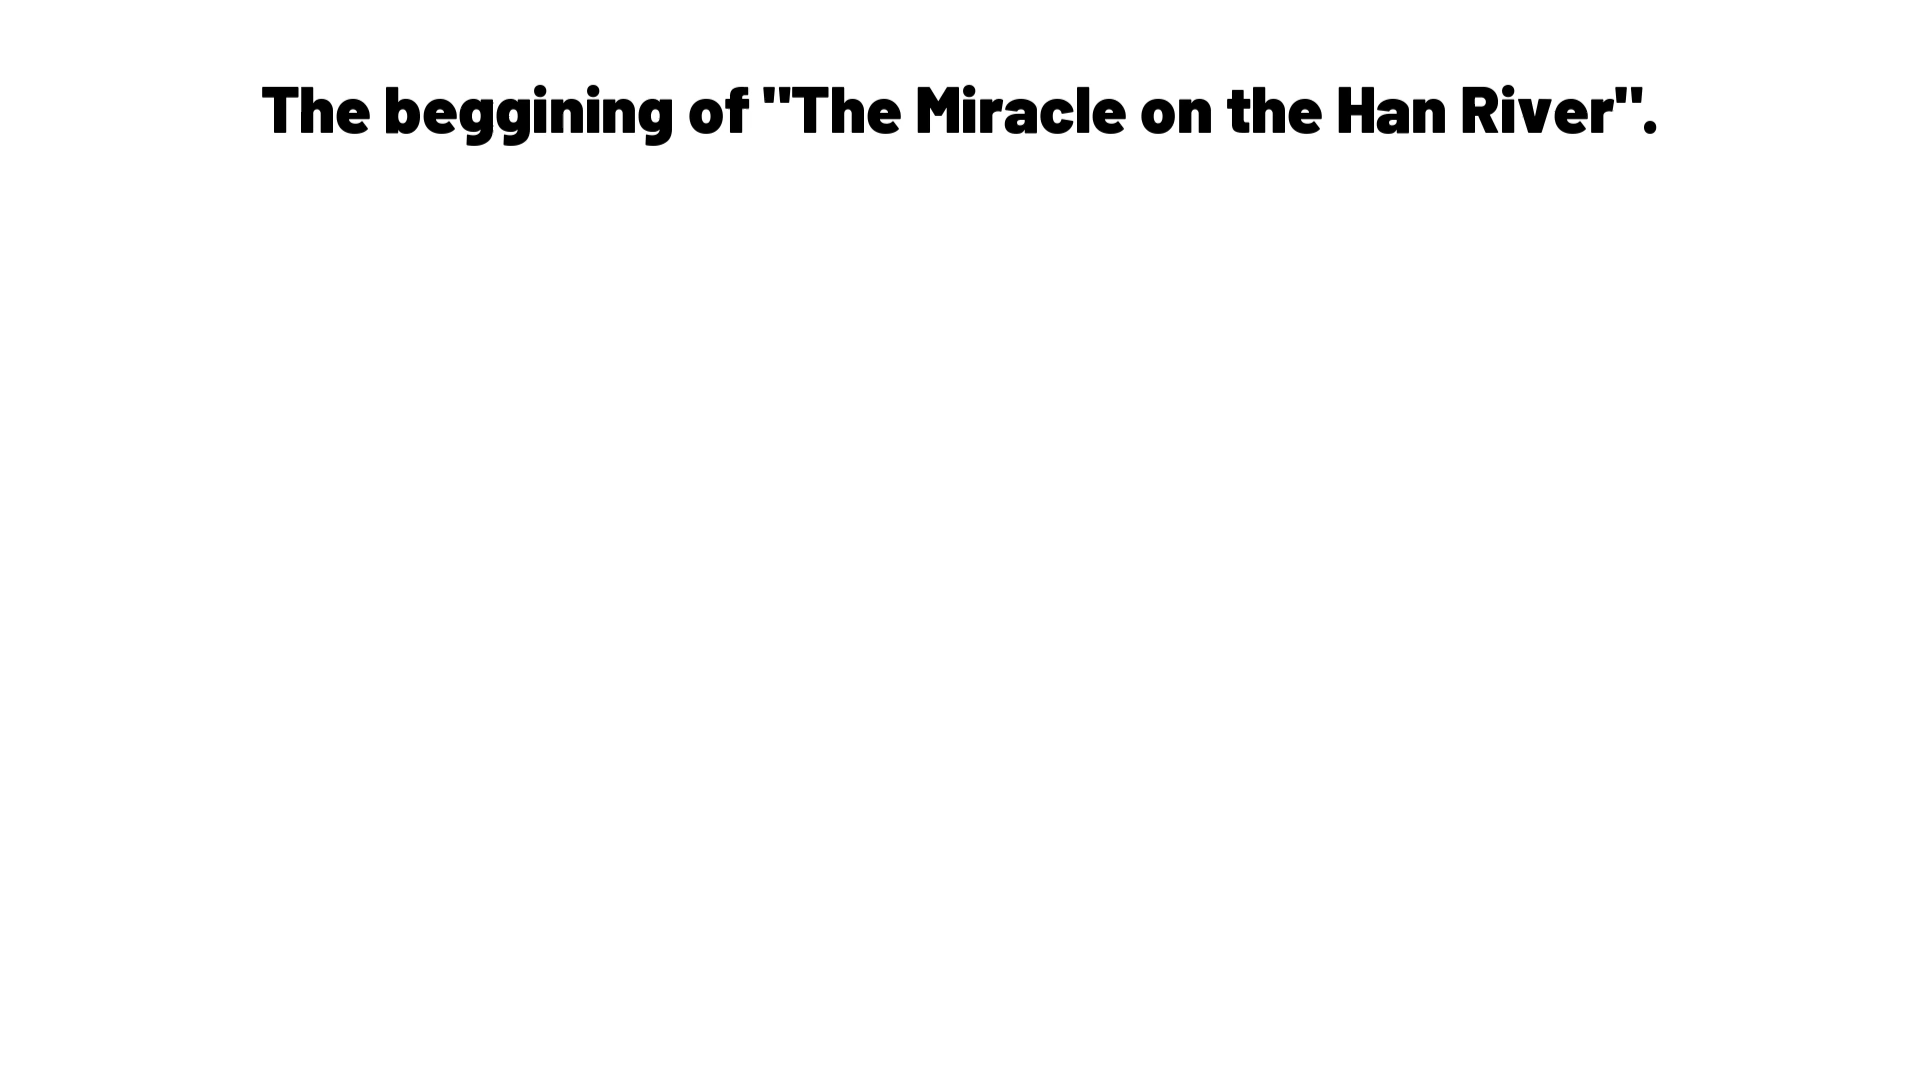 The beggining of "The Miracle on the Han River".